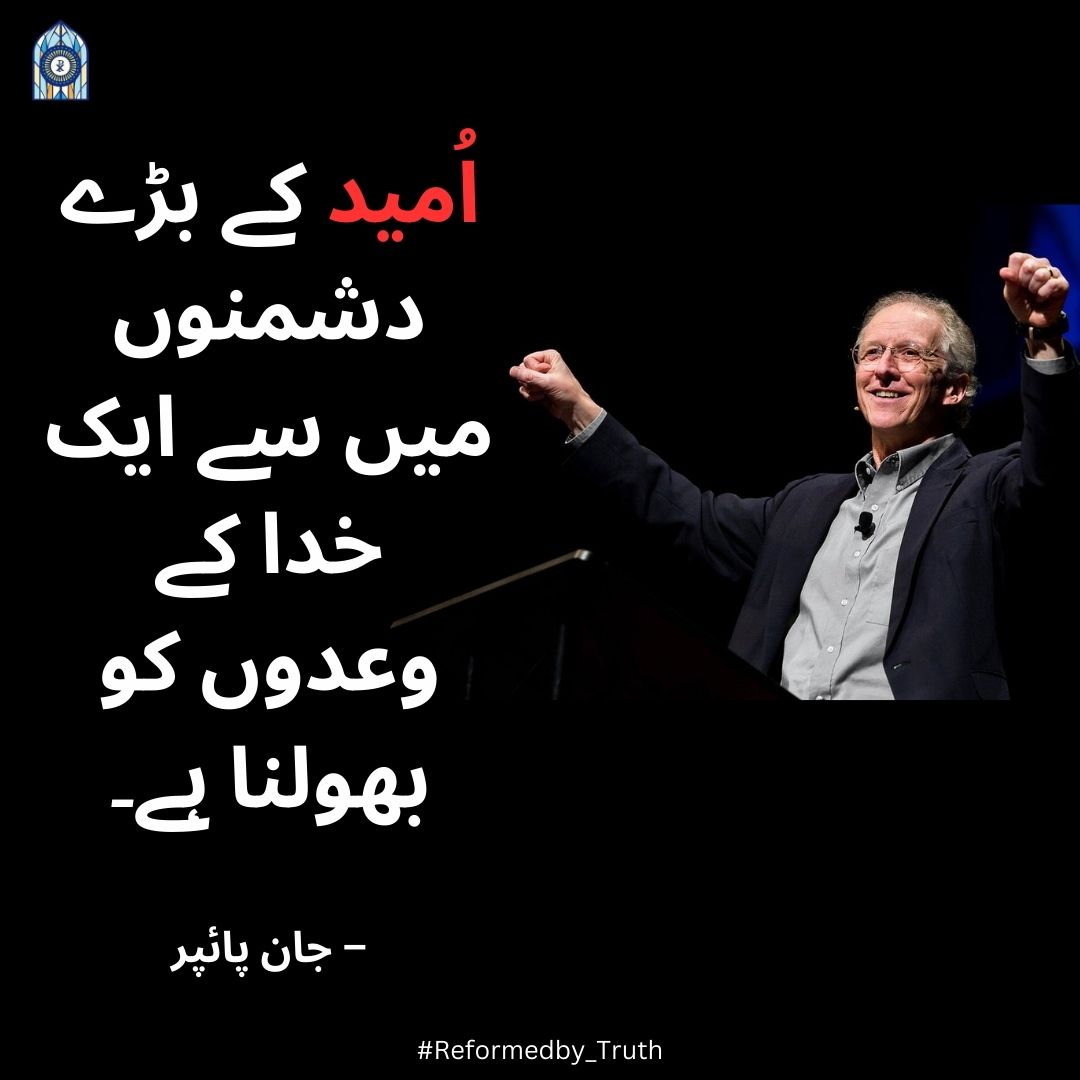 اُمید کے بڑے
دشمنوں
میں سے ایک
خدا کے
وعدوں کو
بھولنا ہے۔
– جان پائپر
#Reformedby_Truth